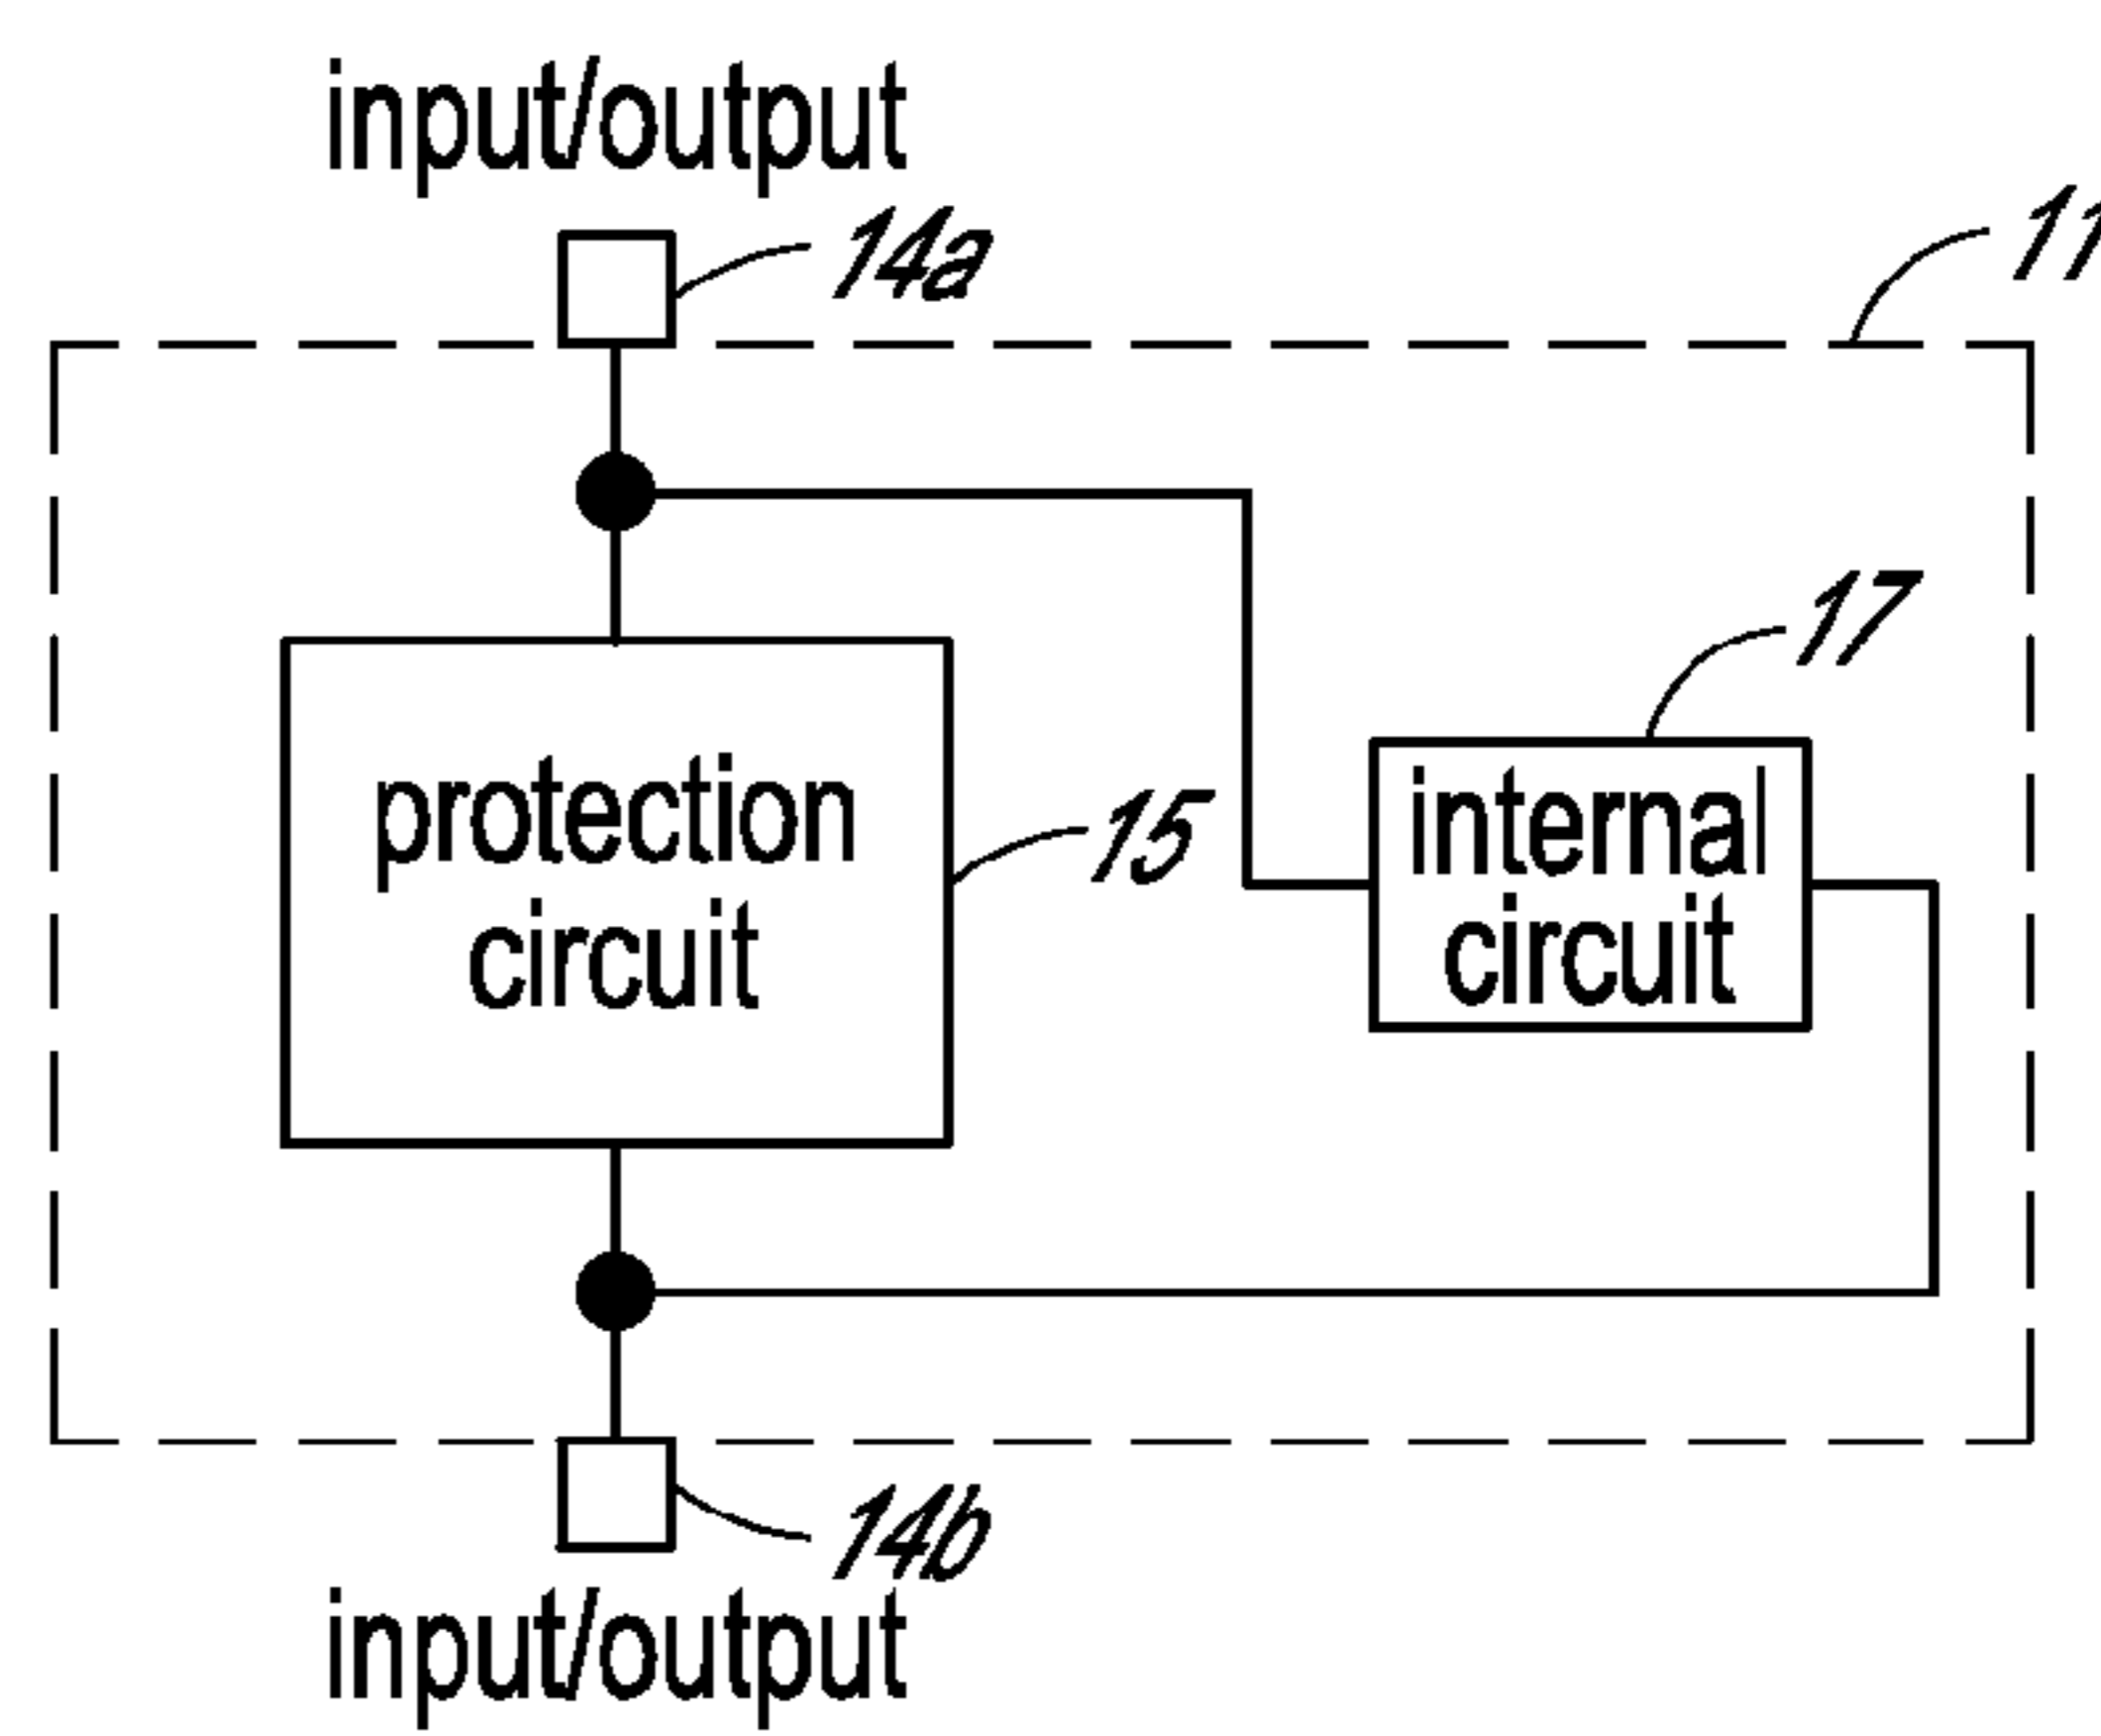 input/output
14a
11
17
protection
circuit
15
internal
circuit
14b
input/output